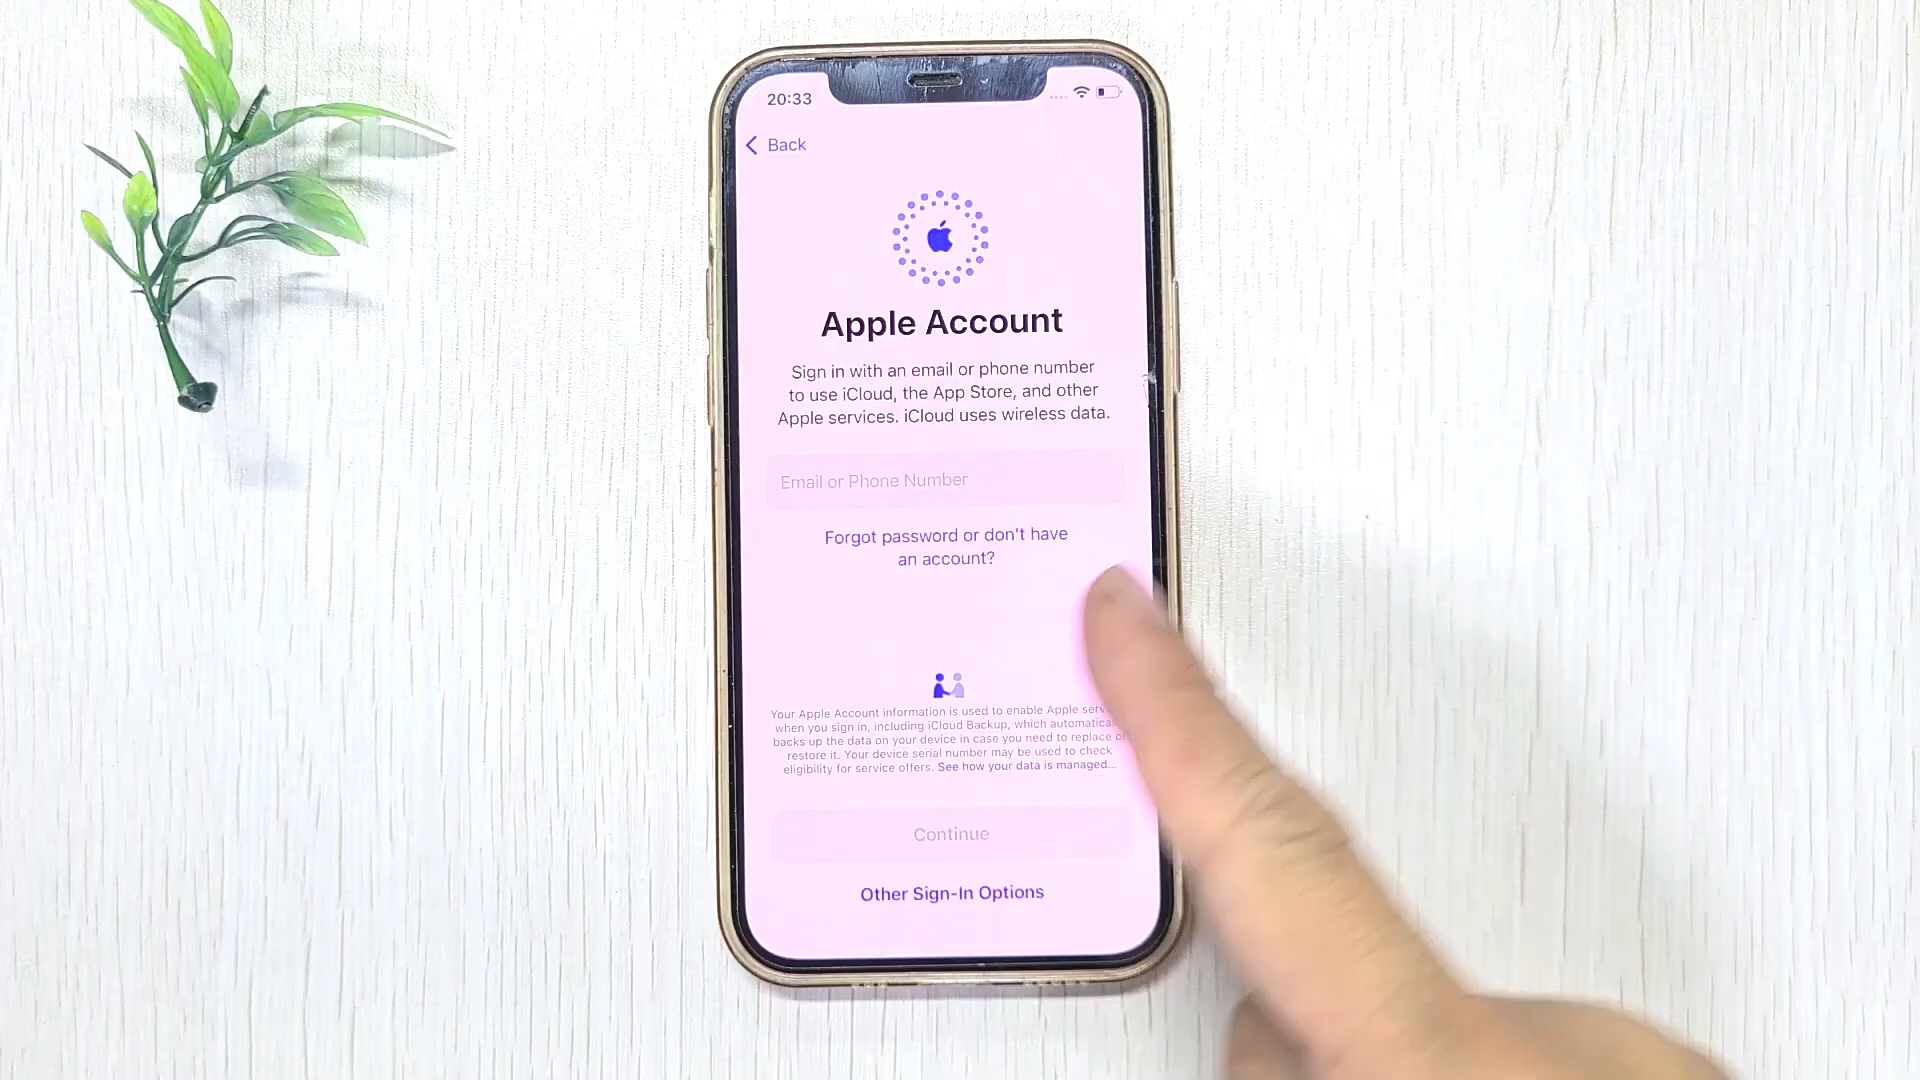 20:33
Back
Apple Account
Sign in with an email or phone number
to use iCloud, the App Store, and other
Apple services. iCloud uses wireless data.
Email or Phone Number
Forgot password or don't have
an account?
Your Apple Account information is used to enable Apple
when you sign in, including iCloud Backup, which
backs up the data on your device in case you need to replace or
restore it. Your device serial number may be used to check
eligibility for service offers. See how your data is managed...
Continue
Other Sign-In Options